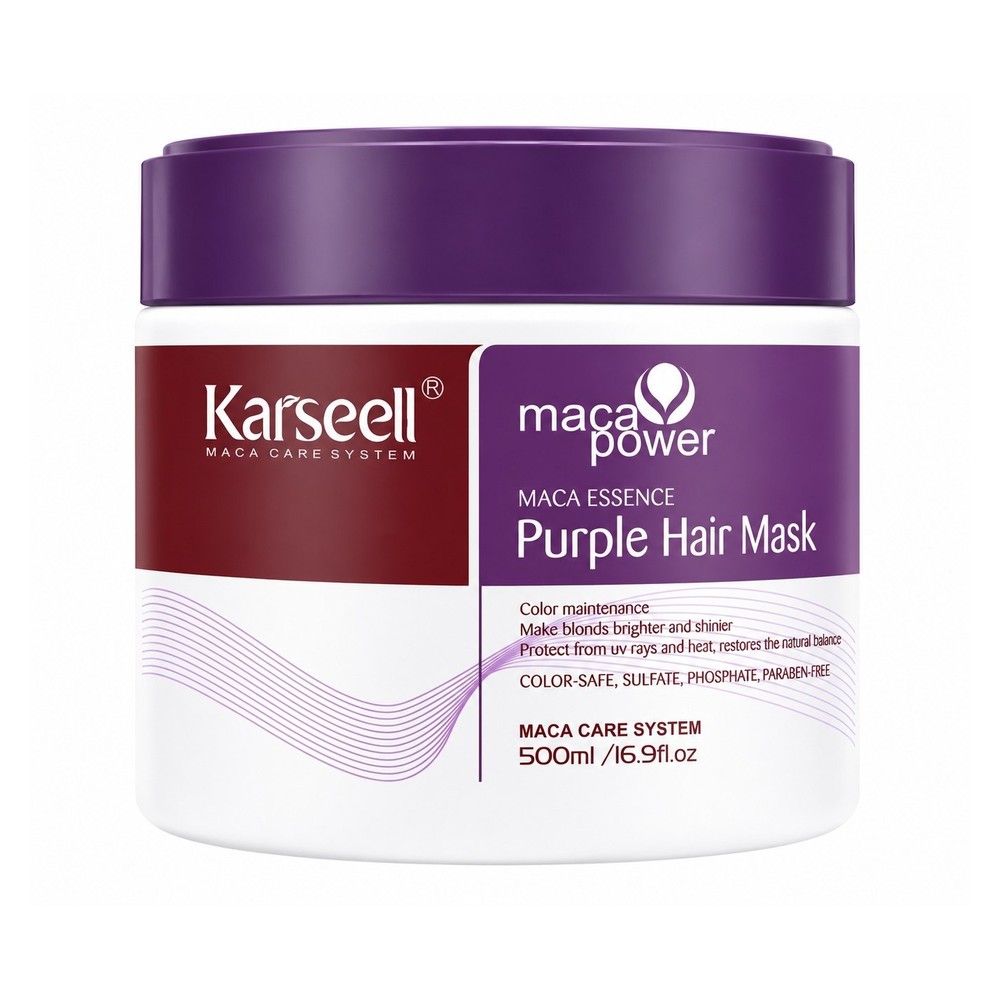 Karseell®
MACA CARE SYSTEM
maca
power
MACA ESSENCE
Purple Hair Mask
Color maintenance
Make blonds brighter and shinier
Protect from uv rays and heat, restores the natural balance
COLOR-SAFE, SULFATE, PHOSPHATE, PARABEN-FREE
MACA CARE SYSTEM
500ml /16.9fl.oz